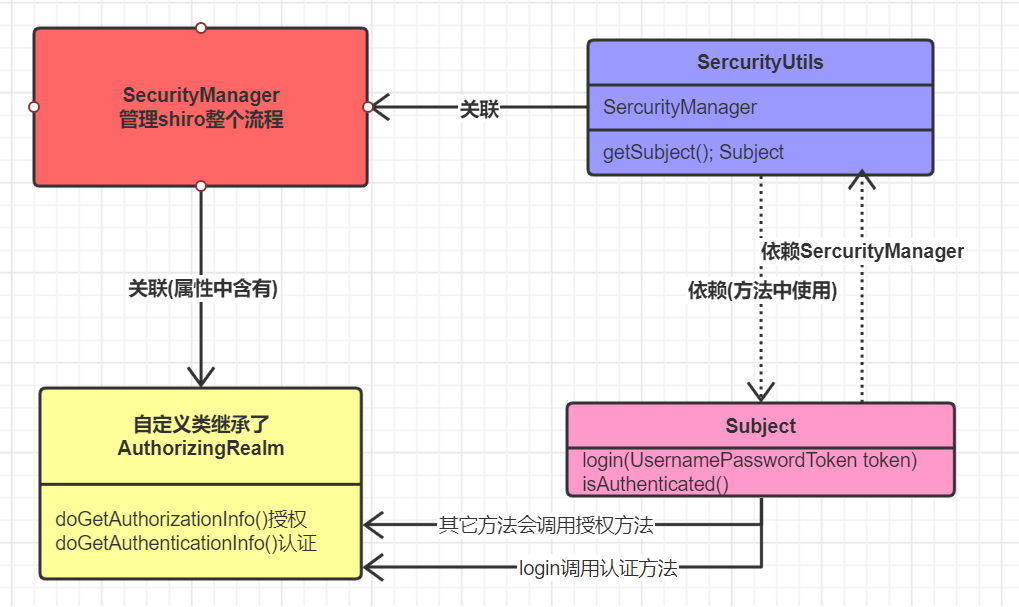 SecurityManager
管理shiro整个流程
关联
SercurityUtils
SercurityManager
getSubject(); Subject
依赖SercurityManager
关联(属性中含有)
依赖(方法中使用)
自定义类继承了
AuthorizingRealm
doGetAuthorizationInfo()授权
doGetAuthenticationInfo()认证
Subject
login(UsernamePasswordToken token)
isAuthenticated()
其它方法会调用授权方法
login调用认证方法